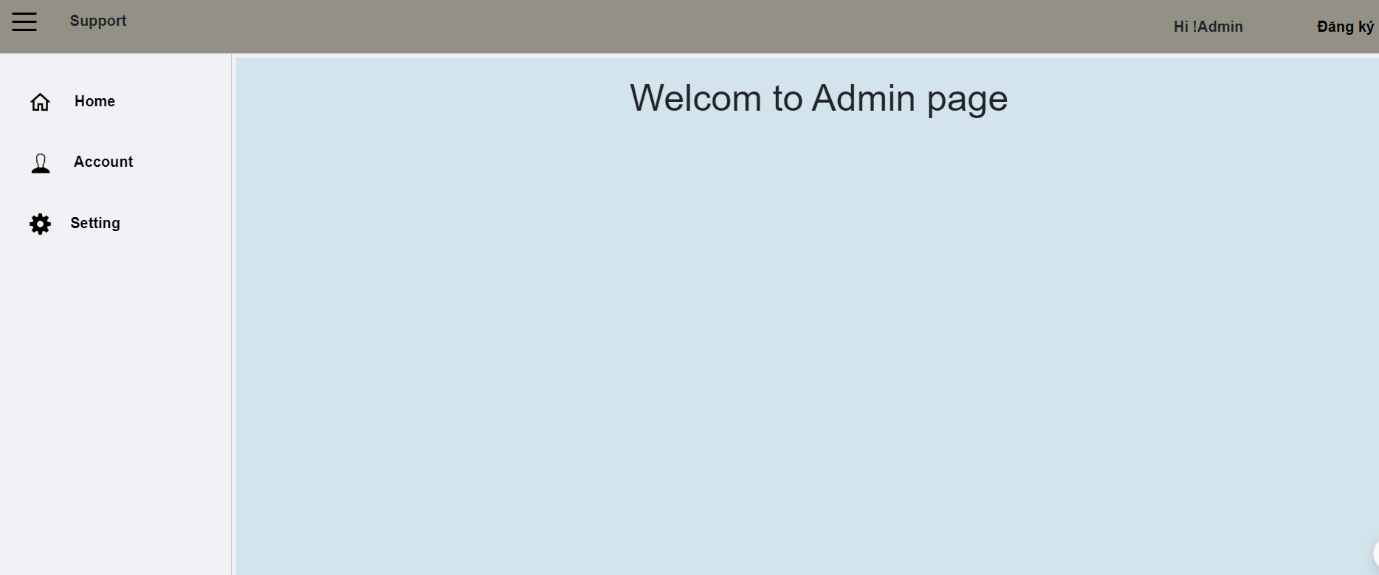 Support
Hi !Admin
Đăng ký
Home
Account
Setting
Welcom to Admin page